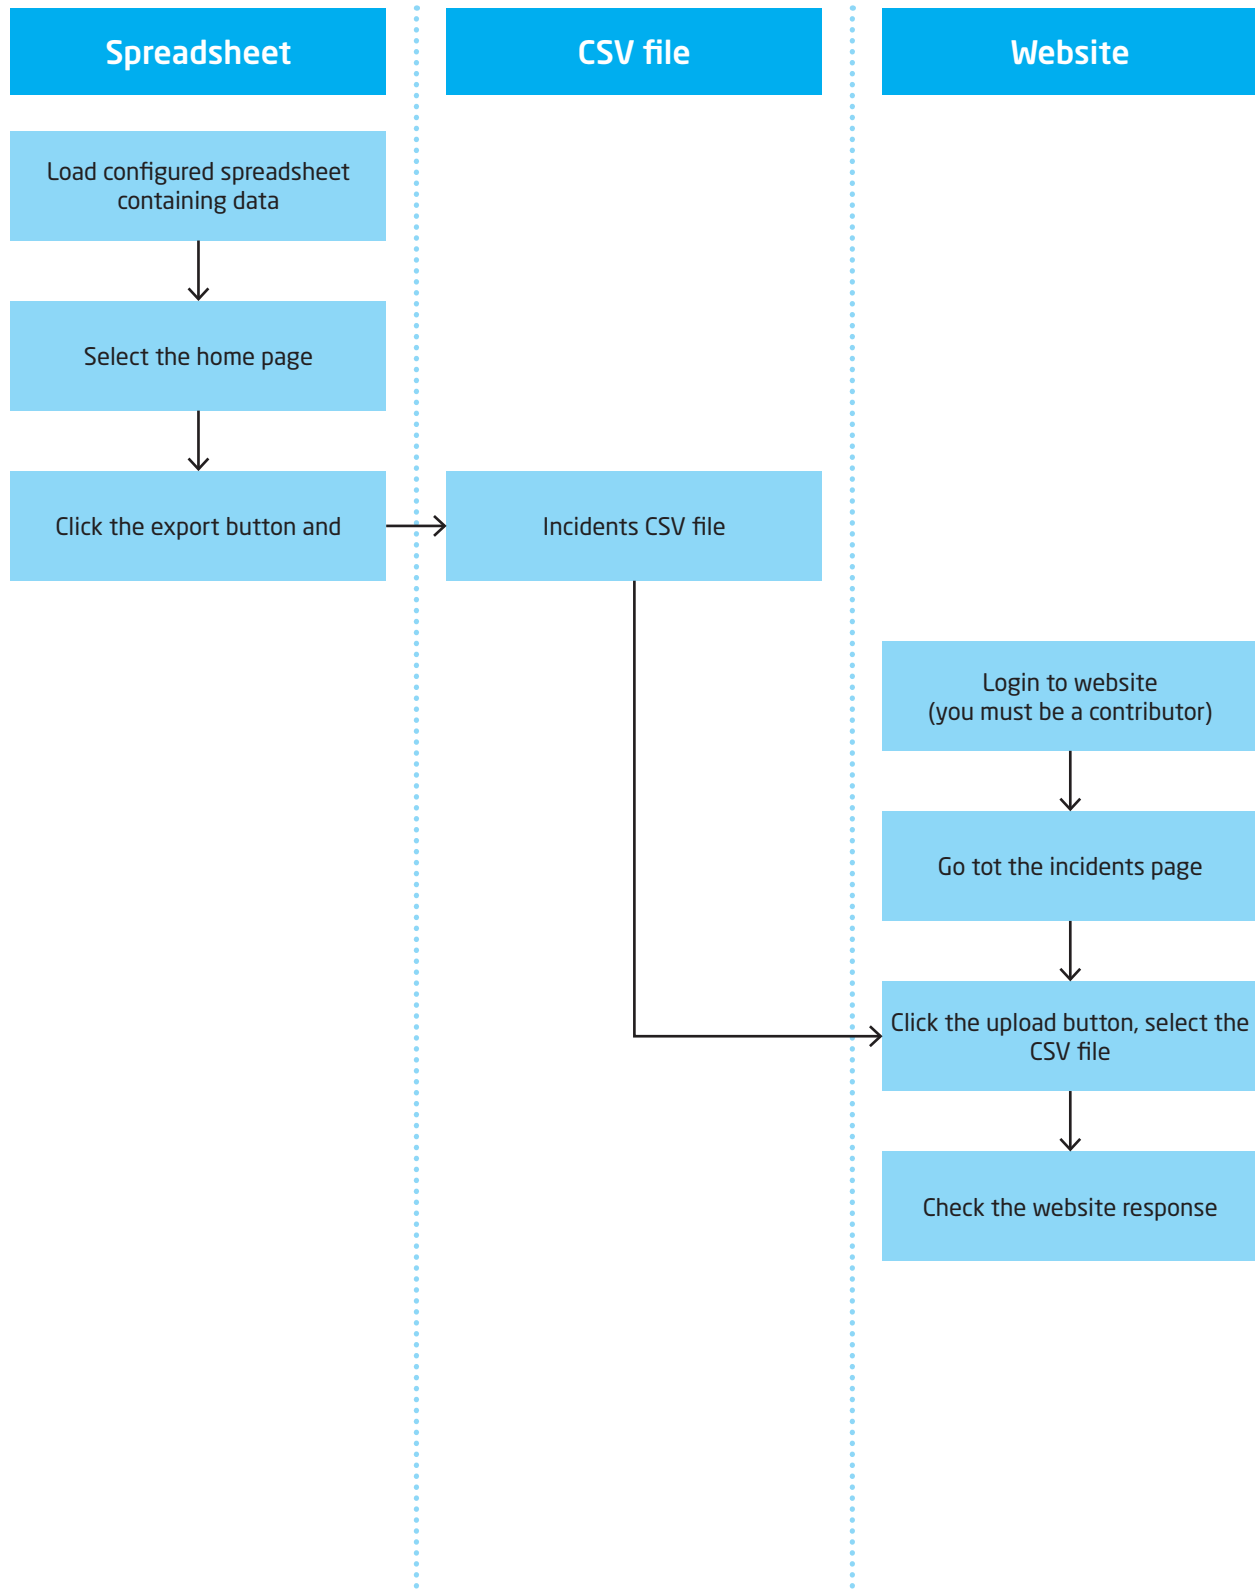 Spreadsheet
CSV file
Website
Load configured spreadsheet
containing data
Select the home page
Click the export button and
Incidents CSV file
Login to website
(you must be a contributor)
Go tot the incidents page
Click the upload button, select the
CSV file
Check the website response